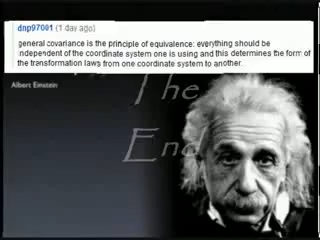 dnp97001 (1 day ago)
general covariance is the principle of equivalence: everything should be
independent of the coordinate system one is using and this determines the form of
the transformation laws from one coordinate system to another.
Albert Einstein
The
End